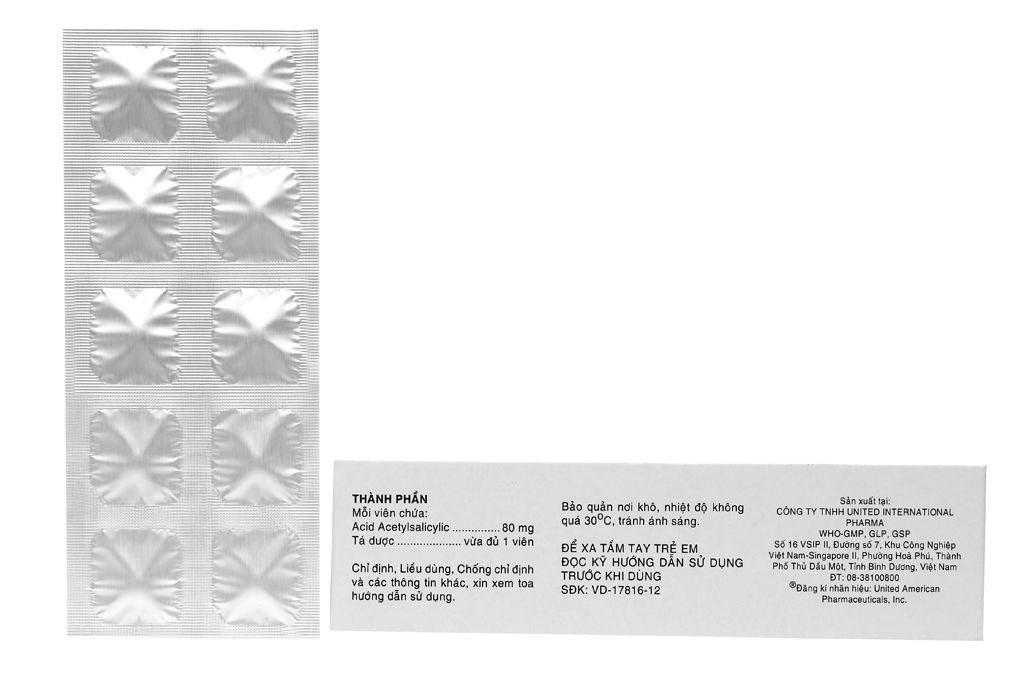 THÀNH PHẦN
Mỗi viên chứa:
Acid Acetylsalicylic ............... 80 mg
Tá dược .................... vừa đủ 1 viên
Chỉ định, Liều dùng, Chống chỉ định
và các thông tin khác, xin xem toa
hướng dẫn sử dụng.
Bảo quản nơi khô, nhiệt độ không
quá 30°C, tránh ánh sáng.
ĐỂ XA TẦM TAY TRẺ EM
ĐỌC KỸ HƯỚNG DẪN SỬ DỤNG
TRƯỚC KHI DÙNG
SĐK: VD-17816-12
Sản xuất tại:
CÔNG TY TNHH UNITED INTERNATIONAL
PHARMA
WHO-GMP, GLP, GSP
Số 16 VSIP II, Đường số 7, Khu Công Nghiệp
Việt Nam-Singapore II, Phường Hoà Phú, Thành
Phố Thủ Dầu Một, Tỉnh Bình Dương, Việt Nam
ĐT: 08-38100800
®Đăng kí nhãn hiệu: United American
Pharmaceuticals, Inc.